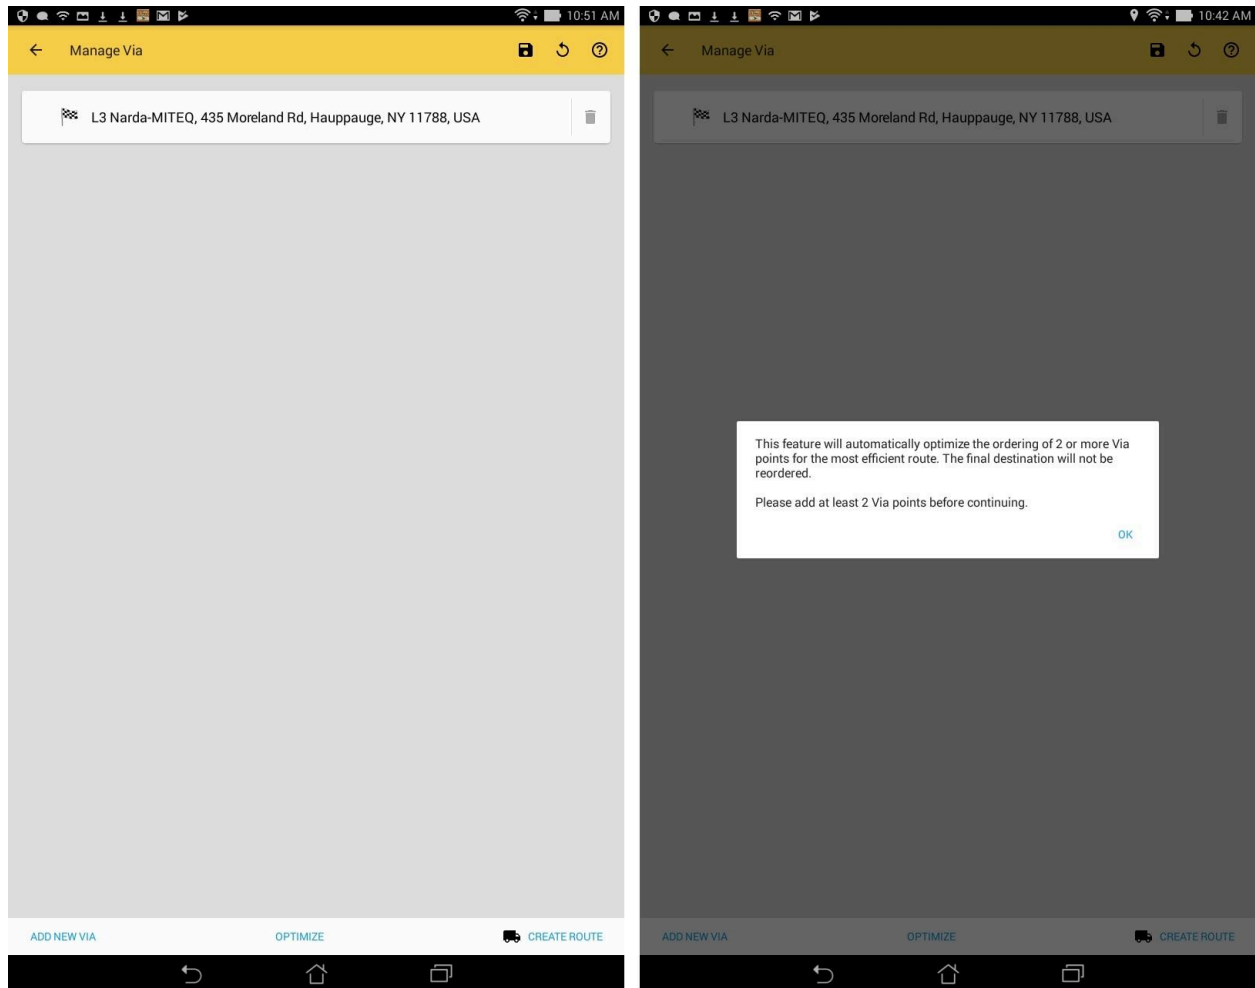 10:51 AM
Manage Via
L3 Narda-MITEQ, 435 Moreland Rd, Hauppauge, NY 11788, USA
ADD NEW VIA
OPTIMIZE
CREATE ROUTE
10:42 AM
Manage Via
L3 Narda-MITEQ, 435 Moreland Rd, Hauppauge, NY 11788, USA
This feature will automatically optimize the ordering of 2 or more Via
points for the most efficient route. The final destination will not be
reordered.
Please add at least 2 Via points before continuing.
OK
ADD NEW VIA
OPTIMIZE
CREATE ROUTE